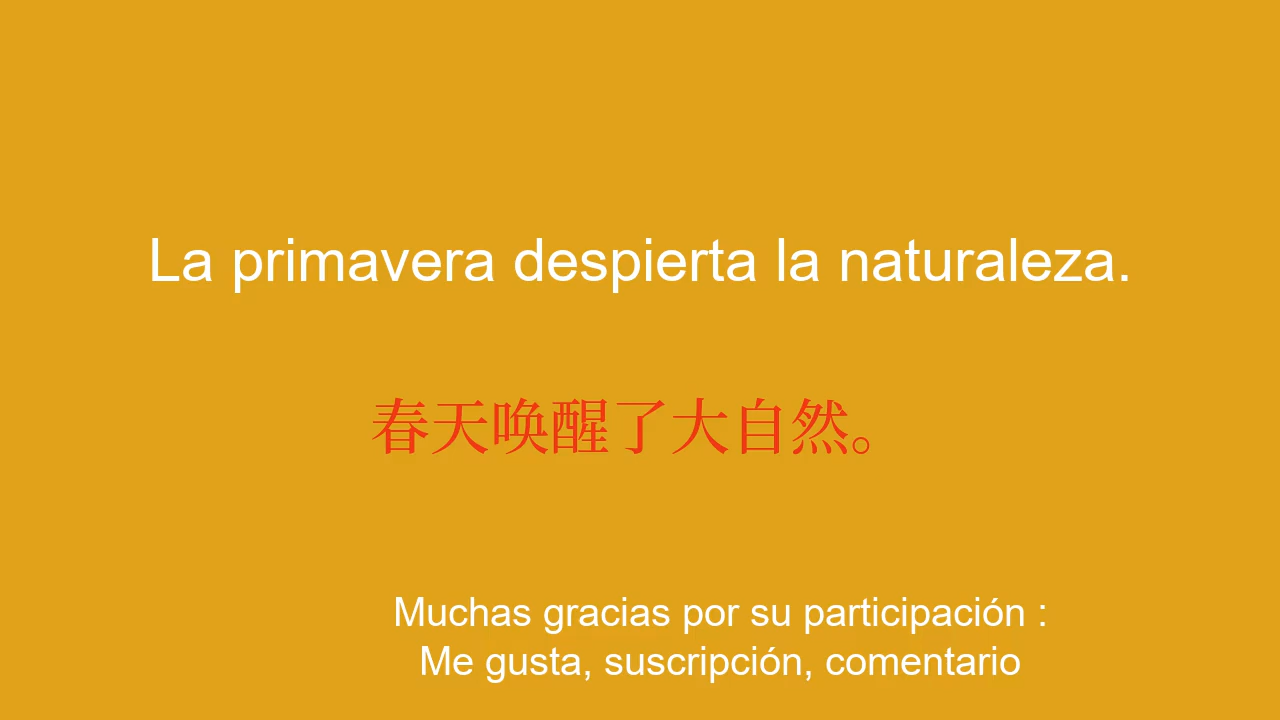 La primavera despierta la naturaleza.
春天唤醒了大自然。
Muchas gracias por su participación :
Me gusta, suscripción, comentario